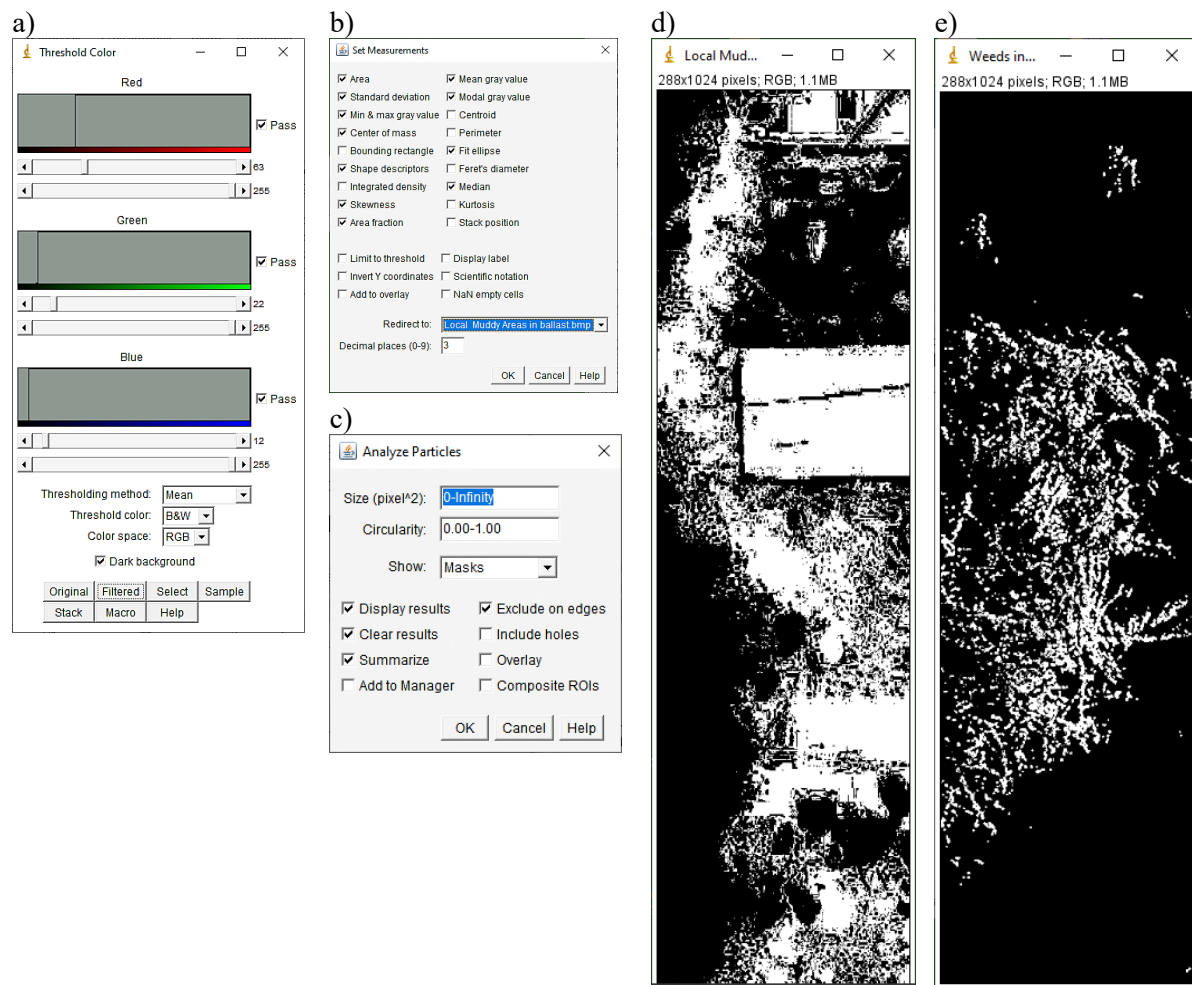 a)
Threshold Color
Red
Pass
63
255
Green
Pass
22
255
Blue
Pass
12
255
Thresholding method: Mean
Threshold color: B&W
Color space: RGB
Dark background
Original Filtered Select Sample
Stack Macro Help
b)
Set Measurements
Area Mean gray value
Standard deviation Modal gray value
Min & max gray value Centroid
Center of mass Perimeter
Bounding rectangle Fit ellipse
Shape descriptors Feret's diameter
Integrated density Median
Skewness Kurtosis
Area fraction Stack position
Limit to threshold Display label
Invert Y coordinates Scientific notation
Add to overlay NaN empty cells
Redirect to: Local Muddy Areas in ballast.bmp
Decimal places (0-9): 3
OK Cancel Help
c)
Analyze Particles
Size (pixel^2): 0-Infinity
Circularity: 0.00-1.00
Show: Masks
Display results Exclude on edges
Clear results Include holes
Summarize Overlay
Add to Manager Composite ROIs
OK Cancel Help
d)
Local Mud...
288x1024 pixels; RGB; 1.1MB
e)
Weeds in...
288x1024 pixels; RGB; 1.1MB